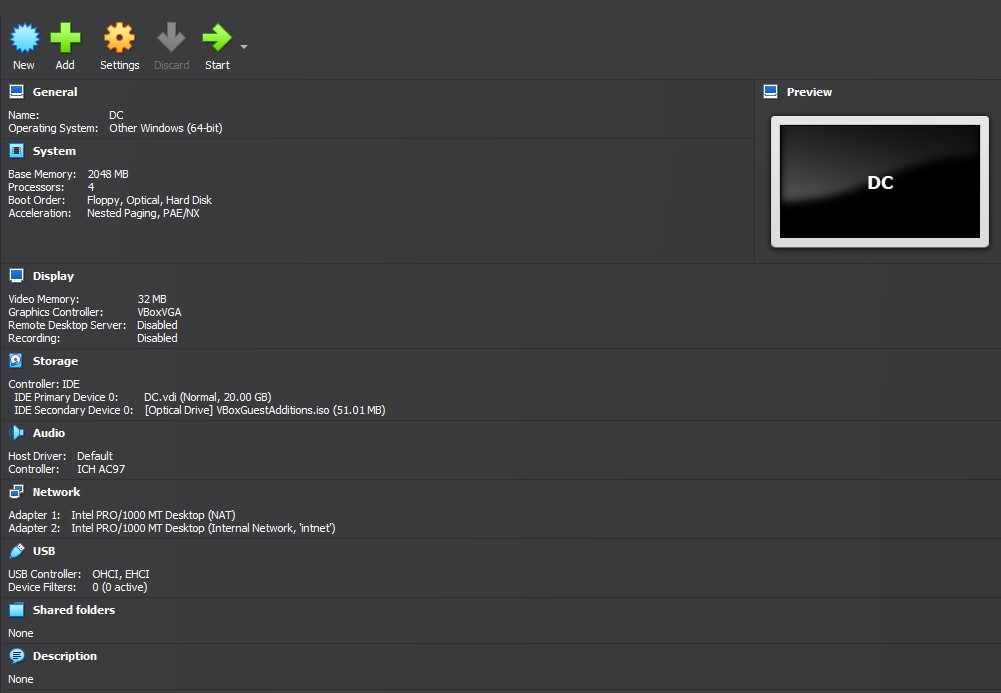 New Add Settings Discard Start
General
Name: DC
Operating System: Other Windows (64-bit)
System
Base Memory: 2048 MB
Processors: 4
Boot Order: Floppy, Optical, Hard Disk
Acceleration: Nested Paging, PAE/NX
Preview
DC
Display
Video Memory: 32 MB
Graphics Controller: VBoxVGA
Remote Desktop Server: Disabled
Recording: Disabled
Storage
Controller: IDE
IDE Primary Device 0: DC.vdi (Normal, 20.00 GB)
IDE Secondary Device 0: [Optical Drive] VBoxGuestAdditions.iso (51.01 MB)
Audio
Host Driver: Default
Controller: ICH AC97
Network
Adapter 1: Intel PRO/1000 MT Desktop (NAT)
Adapter 2: Intel PRO/1000 MT Desktop (Internal Network, 'intnet')
USB
USB Controller: OHCI, EHCI
Device Filters: 0 (0 active)
Shared folders
None
Description
None